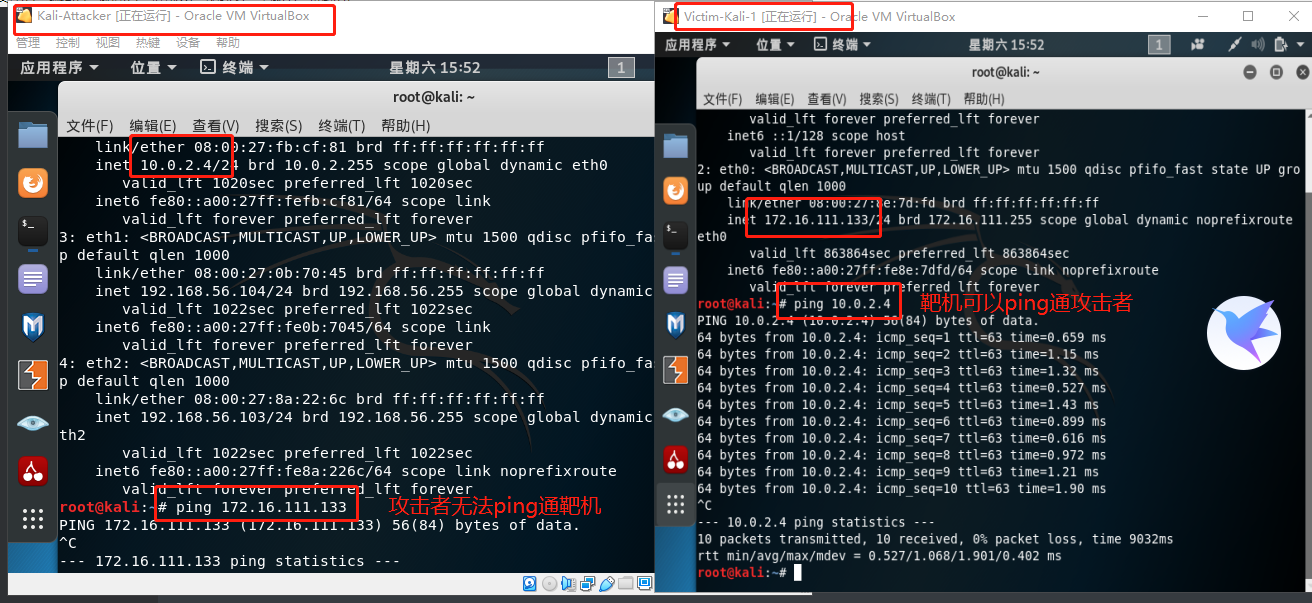 Kali-Attacker [正在运行] - Oracle VM VirtualBox
管理 控制 视图 热键 设备 帮助
应用程序 位置 终端 星期六 15:52 1
root@kali: ~
文件(F) 编辑(E) 查看(V) 搜索(S) 终端(T) 帮助(H)
link/ether 08:00:27:fb:cf:81 brd ff:ff:ff:ff:ff:ff
inet 10.0.2.4/24 brd 10.0.2.255 scope global dynamic eth0
valid_lft 1020sec preferred_lft 1020sec
inet6 fe80::a00:27ff:fefb:cf81/64 scope link
valid_lft forever preferred_lft forever
3: eth1: <BROADCAST,MULTICAST,UP,LOWER_UP> mtu 1500 qdisc pfifo_fas
p default qlen 1000
link/ether 08:00:27:0b:70:45 brd ff:ff:ff:ff:ff:ff
inet 192.168.56.104/24 brd 192.168.56.255 scope global dynamic
valid_lft 1022sec preferred_lft 1022sec
inet6 fe80::a00:27ff:fe0b:7045/64 scope link
valid_lft forever preferred_lft forever
4: eth2: <BROADCAST,MULTICAST,UP,LOWER_UP> mtu 1500 qdisc pfifo_fas
p default qlen 1000
link/ether 08:00:27:8a:22:6c brd ff:ff:ff:ff:ff:ff
inet 192.168.56.103/24 brd 192.168.56.255 scope global dynamic
th2
valid_lft 1022sec preferred_lft 1022sec
inet6 fe80::a00:27ff:fe8a:226c/64 scope link noprefixroute
valid_lft forever preferred_lft forever
root@kali:~# ping 172.16.111.133
攻击者无法ping通靶机
PING 172.16.111.133 (172.16.111.133) 56(84) bytes of data.
^C
--- 172.16.111.133 ping statistics ---
Victim-Kali-1 [正在运行] - Oracle VM VirtualBox
应用程序 位置 终端 星期六 15:52 1
root@kali: ~
文件(F) 编辑(E) 查看(V) 搜索(S) 终端(T) 帮助(H)
valid_lft forever preferred_lft forever
inet6 ::1/128 scope host
valid_lft forever preferred_lft forever
2: eth0: <BROADCAST,MULTICAST,UP,LOWER_UP> mtu 1500 qdisc pfifo_fast state UP gro
up default qlen 1000
link/ether 08:00:27:8e:7d:fd brd ff:ff:ff:ff:ff:ff
inet 172.16.111.133/24 brd 172.16.111.255 scope global dynamic noprefixroute
eth0
valid_lft 863864sec preferred_lft 863864sec
inet6 fe80::a00:27ff:fe8e:7dfd/64 scope link noprefixroute
valid_lft forever preferred_lft forever
root@kali:~# ping 10.0.2.4
靶机可以ping通攻击者
PING 10.0.2.4 (10.0.2.4) 56(84) bytes of data.
64 bytes from 10.0.2.4: icmp_seq=1 ttl=63 time=0.659 ms
64 bytes from 10.0.2.4: icmp_seq=2 ttl=63 time=1.15 ms
64 bytes from 10.0.2.4: icmp_seq=3 ttl=63 time=1.32 ms
64 bytes from 10.0.2.4: icmp_seq=4 ttl=63 time=0.527 ms
64 bytes from 10.0.2.4: icmp_seq=5 ttl=63 time=1.43 ms
64 bytes from 10.0.2.4: icmp_seq=6 ttl=63 time=0.899 ms
64 bytes from 10.0.2.4: icmp_seq=7 ttl=63 time=0.616 ms
64 bytes from 10.0.2.4: icmp_seq=8 ttl=63 time=0.972 ms
64 bytes from 10.0.2.4: icmp_seq=9 ttl=63 time=1.21 ms
64 bytes from 10.0.2.4: icmp_seq=10 ttl=63 time=1.90 ms
^C
--- 10.0.2.4 ping statistics ---
10 packets transmitted, 10 received, 0% packet loss, time 9032ms
rtt min/avg/max/mdev = 0.527/1.068/1.901/0.402 ms
root@kali:~#